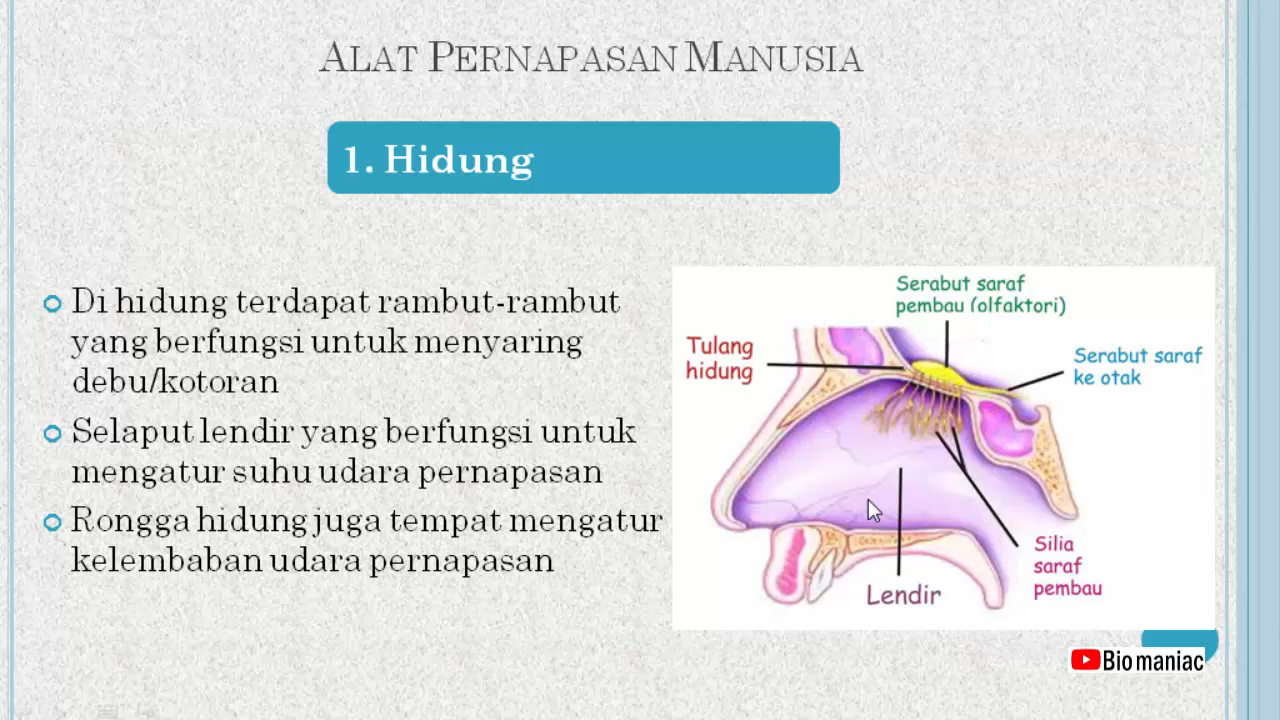 ALAT PERNAPASAN MANUSIA
1. Hidung
Di hidung terdapat rambut-rambut
yang berfungsi untuk menyaring
debu/kotoran
Selaput lendir yang berfungsi untuk
mengatur suhu udara pernapasan
Rongga hidung juga tempat mengatur
kelembaban udara pernapasan
Serabut saraf
pembau (olfaktori)
Tulang
hidung
Serabut saraf
ke otak
Silia
saraf
pembau
Lendir
Bio maniac